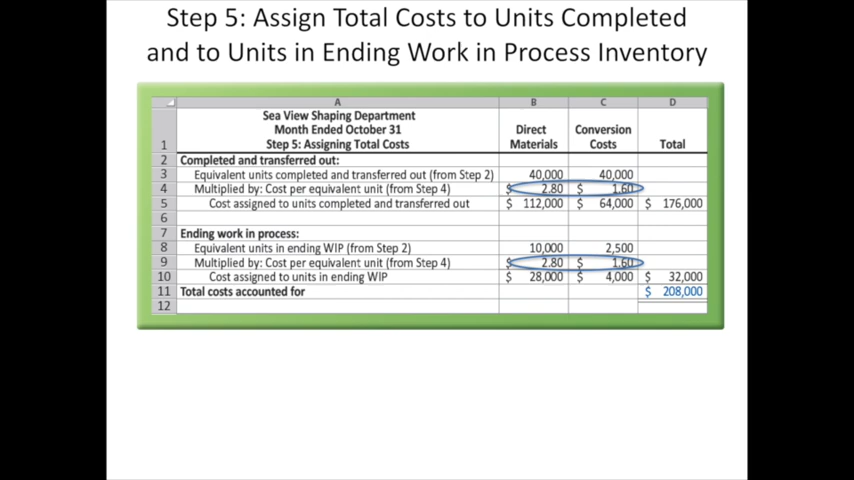 Step 5: Assign Total Costs to Units Completed
and to Units in Ending Work in Process Inventory
A B C D
Sea View Shaping Department
Month Ended October 31 Direct Conversion
1 Step 5: Assigning Total Costs Materials Costs Total
2 Completed and transferred out:
3 Equivalent units completed and transferred out (from Step 2) 40,000 40,000
4 Multiplied by: Cost per equivalent unit (from Step 4) $ 2.80 $ 1.60
5 Cost assigned to units completed and transferred out $ 112,000 $ 64,000 $ 176,000
6
7 Ending work in process:
8 Equivalent units in ending WIP (from Step 2) 10,000 2,500
9 Multiplied by: Cost per equivalent unit (from Step 4) $ 2.80 $ 1.60
10 Cost assigned to units in ending WIP $ 28,000 $ 4,000 $ 32,000
11 Total costs accounted for $ 208,000
12